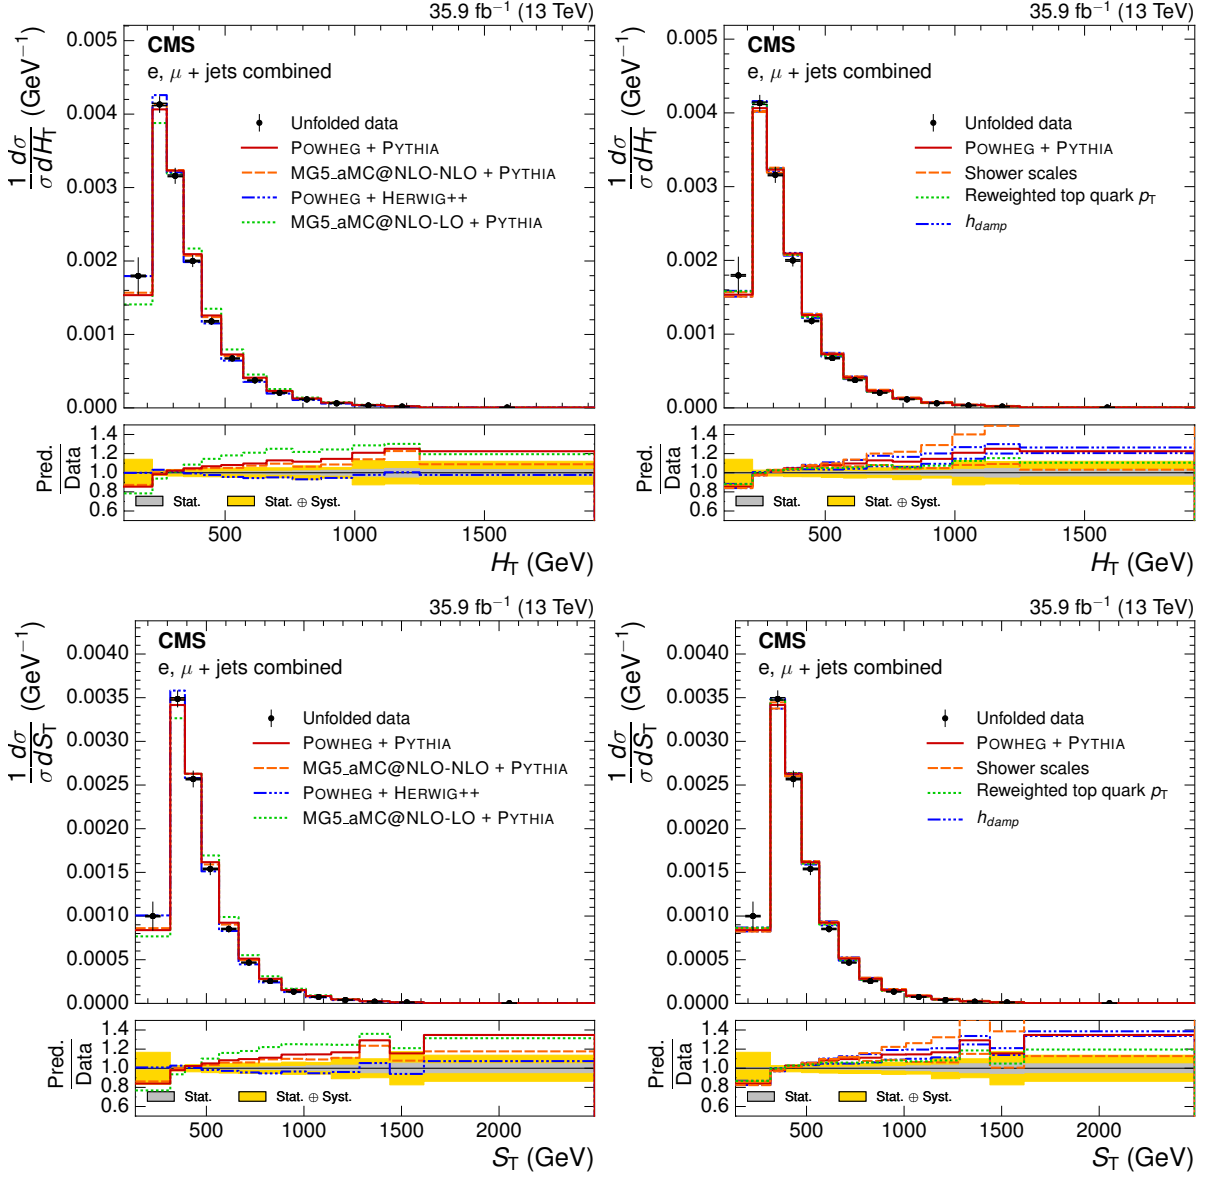 35.9 fb⁻¹ (13 TeV)
CMS
e, μ + jets combined
1/σ dσ/dH_T (GeV⁻¹)
0.005
0.004
0.003
0.002
0.001
0.000
Unfolded data
POWHEG + PYTHIA
MG5_aMC@NLO-NLO + PYTHIA
POWHEG + HERWIG++
MG5_aMC@NLO-LO + PYTHIA
Pred./Data
1.4
1.2
1.0
0.8
0.6
Stat.
Stat. ⊕ Syst.
500 1000 1500
H_T (GeV)
35.9 fb⁻¹ (13 TeV)
CMS
e, μ + jets combined
1/σ dσ/dH_T (GeV⁻¹)
0.005
0.004
0.003
0.002
0.001
0.000
Unfolded data
POWHEG + PYTHIA
Shower scales
Reweighted top quark p_T
h_damp
Pred./Data
1.4
1.2
1.0
0.8
0.6
Stat.
Stat. ⊕ Syst.
500 1000 1500
H_T (GeV)
35.9 fb⁻¹ (13 TeV)
CMS
e, μ + jets combined
1/σ dσ/dS_T (GeV⁻¹)
0.0040
0.0035
0.0030
0.0025
0.0020
0.0015
0.0010
0.0005
0.0000
Unfolded data
POWHEG + PYTHIA
MG5_aMC@NLO-NLO + PYTHIA
POWHEG + HERWIG++
MG5_aMC@NLO-LO + PYTHIA
Pred./Data
1.4
1.2
1.0
0.8
0.6
Stat.
Stat. ⊕ Syst.
500 1000 1500 2000
S_T (GeV)
35.9 fb⁻¹ (13 TeV)
CMS
e, μ + jets combined
1/σ dσ/dS_T (GeV⁻¹)
0.0040
0.0035
0.0030
0.0025
0.0020
0.0015
0.0010
0.0005
0.0000
Unfolded data
POWHEG + PYTHIA
Shower scales
Reweighted top quark p_T
h_damp
Pred./Data
1.4
1.2
1.0
0.8
0.6
Stat.
Stat. ⊕ Syst.
500 1000 1500 2000
S_T (GeV)